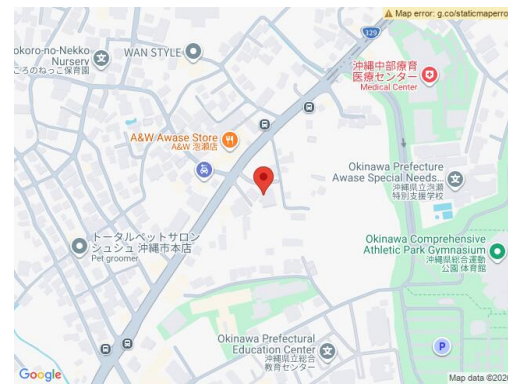 Map error: g.co/staticmaperro
329
okoro-no-Nekko
Nursery
ころのねっこ保育園
WAN STYLE
沖縄中部療育
医療センター
Medical Center
A&W Awase Store
A&W 泡瀬店
Okinawa Prefecture
Awase Special Needs...
沖縄県立泡瀬
特別支援学校
トータルペットサロン
シュシュ 沖縄市本店
Pet groomer
Okinawa Comprehensive
Athletic Park Gymnasium
沖縄県総合運動
公園 体育館
Okinawa Prefectural
Education Center
沖縄県立総合
教育センター
P
Google
Map data ©202